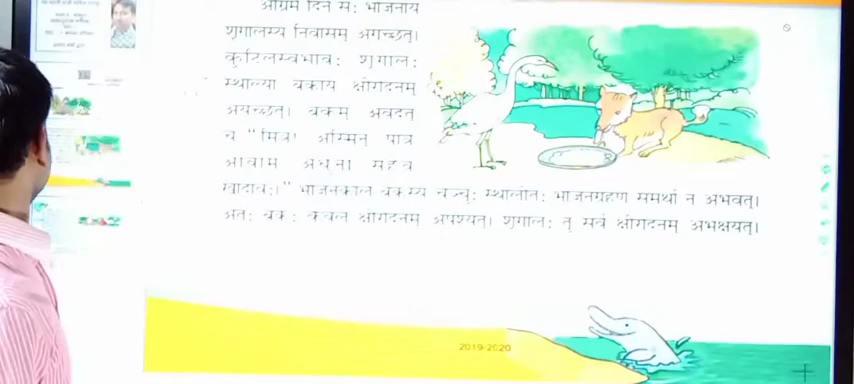 अग्रिमे दिने सः भोजनाय
शृगालस्य निवासम् अगच्छत्।
कुटिलस्वभावः शृगालः
स्थाल्यां बकाय क्षीरोदनम्
अयच्छत्। बकम् अवदत्
च "मित्र! अस्मिन् पात्रे
आवाम् अधुना सहैव
खादावः।" भोजनकाले बकस्य चञ्चुः स्थालीतः भोजनग्रहणे समर्था न अभवत्।
अतः बकः केवलं क्षीरोदनम् अपश्यत्। शृगालः तु सर्वं क्षीरोदनम् अभक्षयत्।
2019-2020